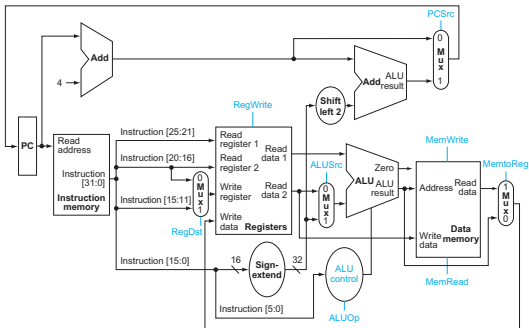 PCSrc
0
M
u
x
1
Add
4
Add
ALU
result
Shift
left 2
PC
Read
address
Instruction
[31:0]
Instruction
memory
Instruction [25:21]
Instruction [20:16]
Instruction [15:11]
0
M
u
x
1
RegDst
RegWrite
Read
register 1
Read
data 1
Read
register 2
Read
data 2
Write
register
Write
data
Registers
ALUSrc
0
M
u
x
1
Zero
ALU
ALU
result
MemWrite
Address
Read
data
Write
data
Data
memory
MemRead
MemtoReg
1
M
u
x
0
Instruction [15:0]
16
Sign-
extend
32
ALU
control
Instruction [5:0]
ALUOp